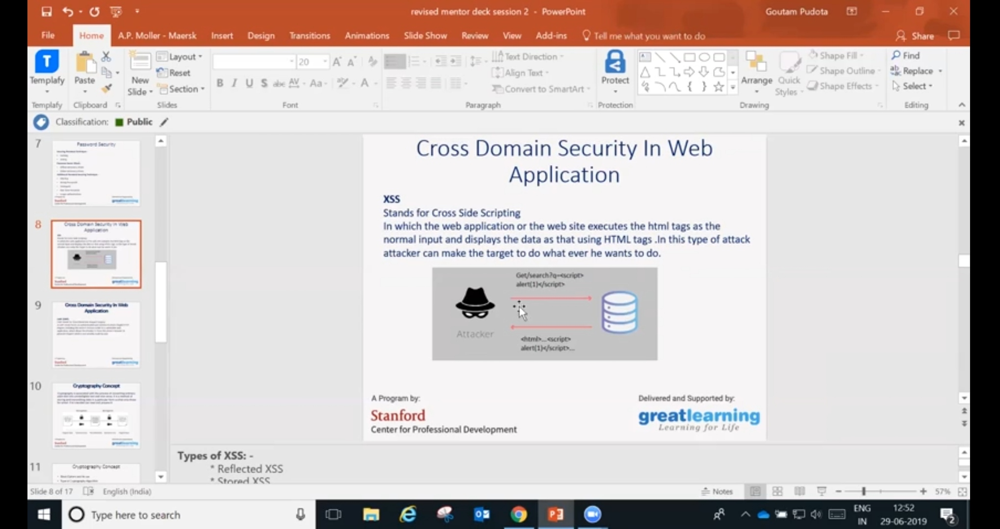 revised mentor deck session 2 - PowerPoint
Goutam Pudota
File
Home
A.P. Moller - Maersk
Insert
Design
Transitions
Animations
Slide Show
Review
View
Add-ins
Tell me what you want to do
Share
Templafy
Paste
New
Slide
Layout
Reset
Section
20
Text Direction
Align Text
Convert to SmartArt
Protect
Arrange
Quick
Styles
Shape Fill
Shape Outline
Shape Effects
Find
Replace
Select
Templafy
Clipboard
Slides
Font
Paragraph
Protection
Drawing
Editing
Classification: Public
7
Password Security
8
Cross Domain Security In Web
Application
9
Cross Domain Security In Web
Application
10
Cryptography Concept
11
Cryptography Concept
Cross Domain Security In Web
Application
XSS
Stands for Cross Side Scripting
In which the web application or the web site executes the html tags as the
normal input and displays the data as that using HTML tags .In this type of attack
attacker can make the target to do what ever he wants to do.
Get/search?q=<script>
alert(1)</script>
Attacker
<html>...<script>
alert(1)</script>...
A Program by:
Stanford
Center for Professional Development
Delivered and Supported by:
greatlearning
Learning for Life
Types of XSS: -
* Reflected XSS
* Stored XSS
Slide 8 of 17
English (India)
Notes
57%
Type here to search
ENG
IN
12:52
29-06-2019
2